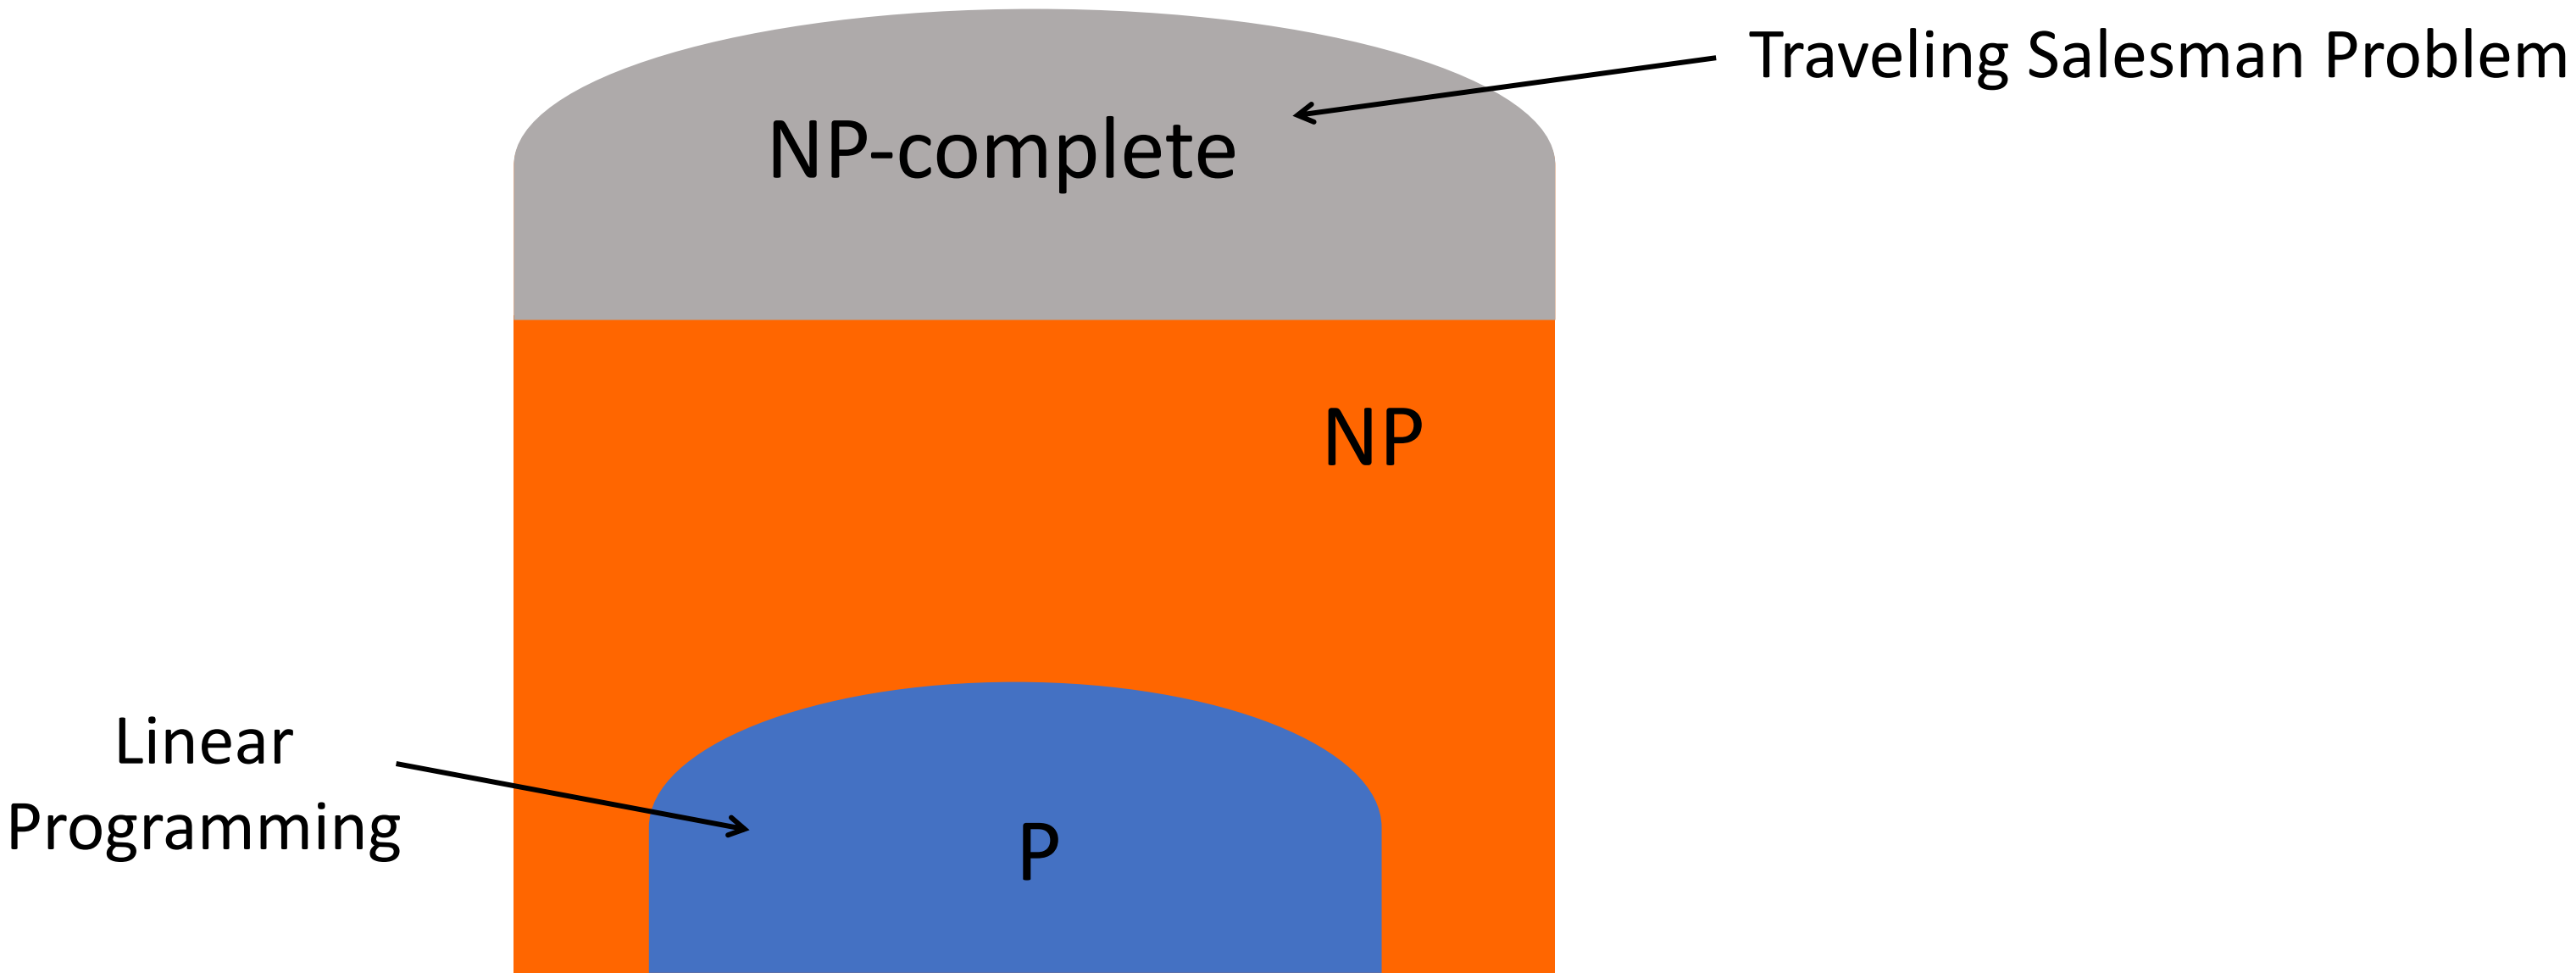 Traveling Salesman Problem
NP-complete
NP
Linear
Programming
P